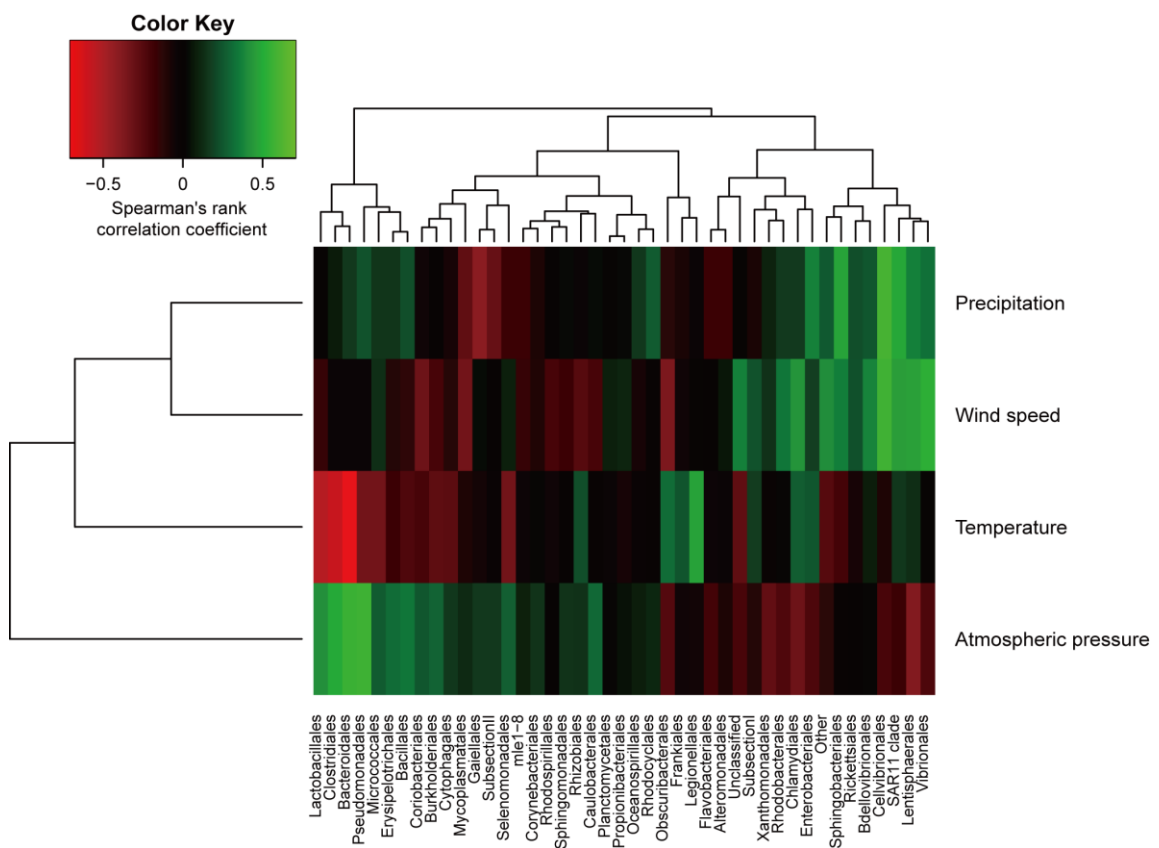 Color Key
−0.5 0 0.5
Spearman's rank
correlation coefficient
Precipitation
Wind speed
Temperature
Atmospheric pressure
Lactobacillales
Clostridiales
Bacteroidales
Pseudomonadales
Micrococcales
Erysipelotrichales
Bacillales
Coriobacteriales
Burkholderiales
Cytophagales
Mycoplasmatales
Gaiellales
SubsectionIII
Selenomonadales
mle1−8
Corynebacteriales
Rhodospirillales
Sphingomonadales
Rhizobiales
Caulobacterales
Planctomycetales
Propionibacteriales
Oceanospirillales
Rhodocyclales
Obscuribacterales
Frankiales
Legionellales
Flavobacteriales
Alteromonadales
Unclassified
SubsectionI
Xanthomonadales
Rhodobacterales
Chlamydiales
Enterobacteriales
Other
Sphingobacteriales
Rickettsiales
Bdellovibrionales
Cellvibrionales
SAR11 clade
Lentisphaerales
Vibrionales